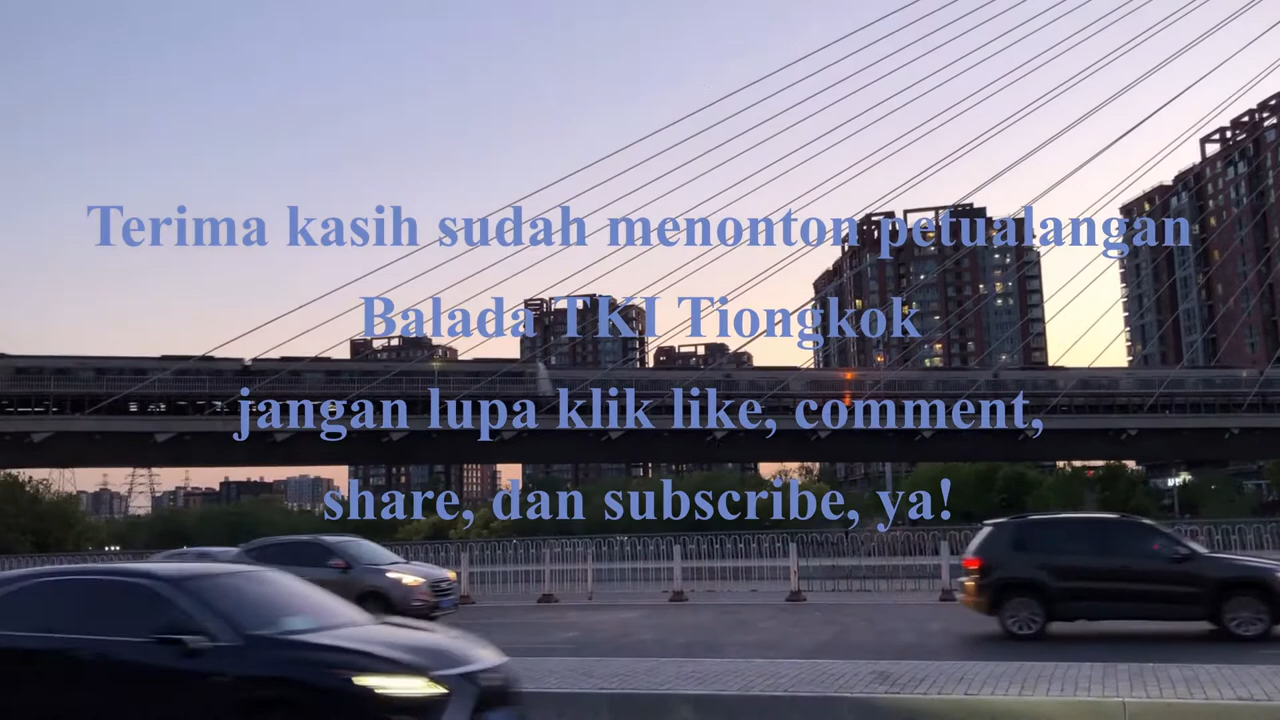 Terima kasih sudah menonton petualangan
Balada TKI Tiongkok
jangan lupa klik like, comment,
share, dan subscribe, ya!